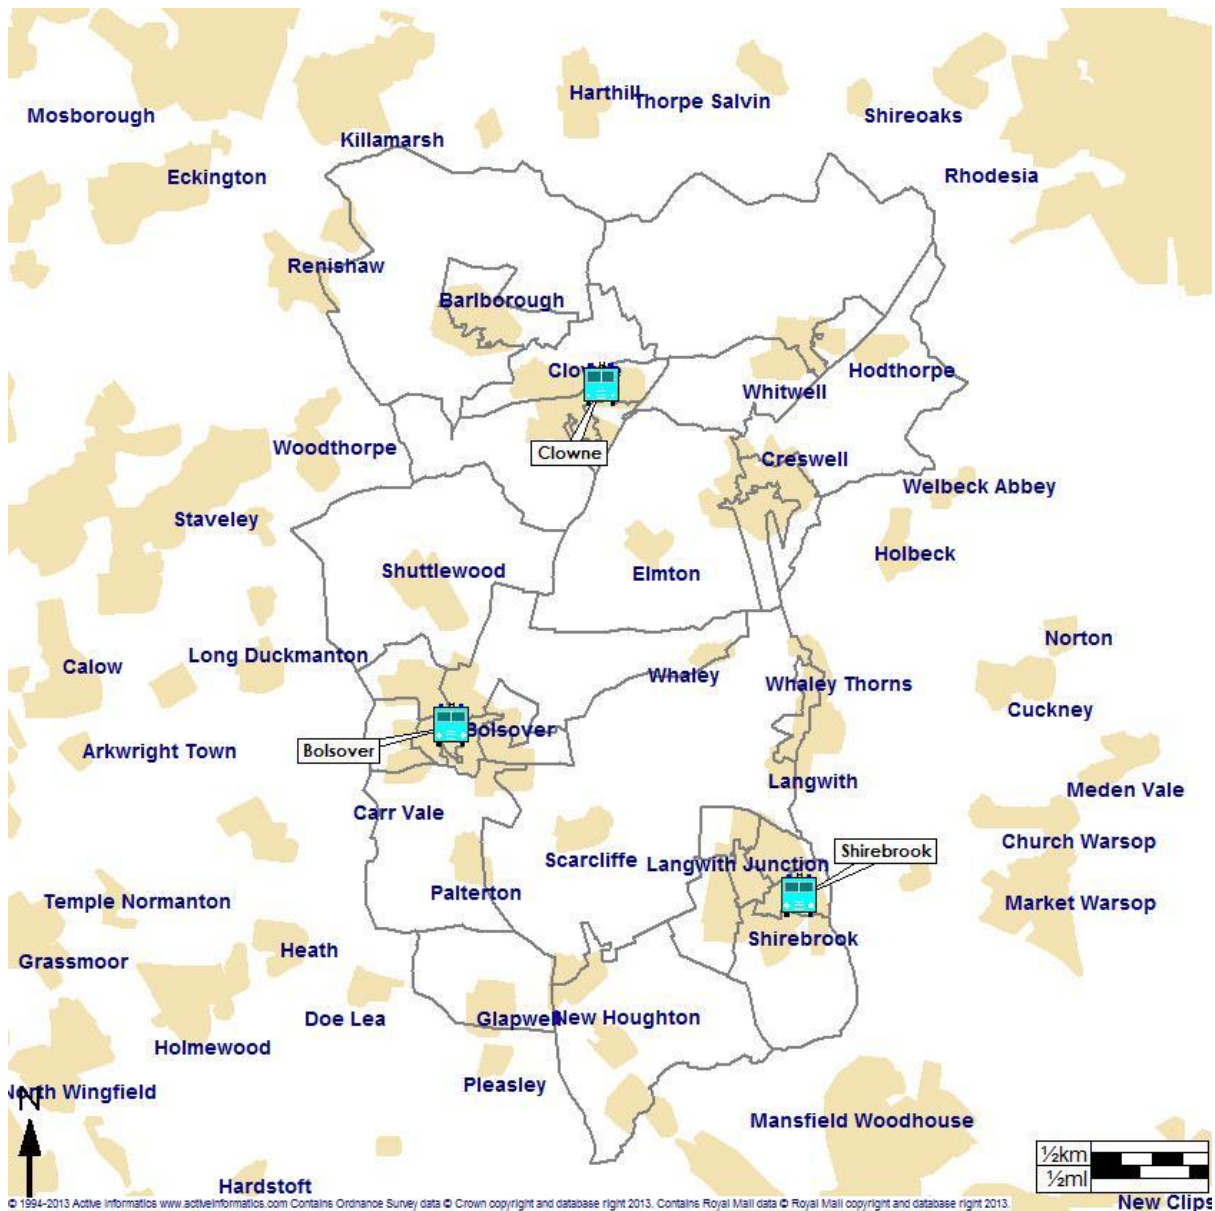 Harthill
Thorpe Salvin
Mosborough
Shireoaks
Killamarsh
Eckington
Rhodesia
Renishaw
Barlborough
Clowne
Hodthorpe
Whitwell
Woodthorpe
Clowne
Creswell
Welbeck Abbey
Staveley
Holbeck
Shuttlewood
Elmton
Norton
Long Duckmanton
Calow
Whaley
Whaley Thorns
Cuckney
Bolsover
Bolsover
Arkwright Town
Langwith
Meden Vale
Carr Vale
Church Warsop
Shirebrook
Scarcliffe
Langwith Junction
Palterton
Temple Normanton
Market Warsop
Shirebrook
Heath
Grassmoor
Doe Lea
Glapwell
New Houghton
Holmewood
Pleasley
North Wingfield
N
Mansfield Woodhouse
½km
½ml
Hardstoft
New Clips
© 1994-2013 Active Informatics www.activeinformatics.com Contains Ordnance Survey data © Crown copyright and database right 2013. Contains Royal Mail data © Royal Mail copyright and database right 2013.